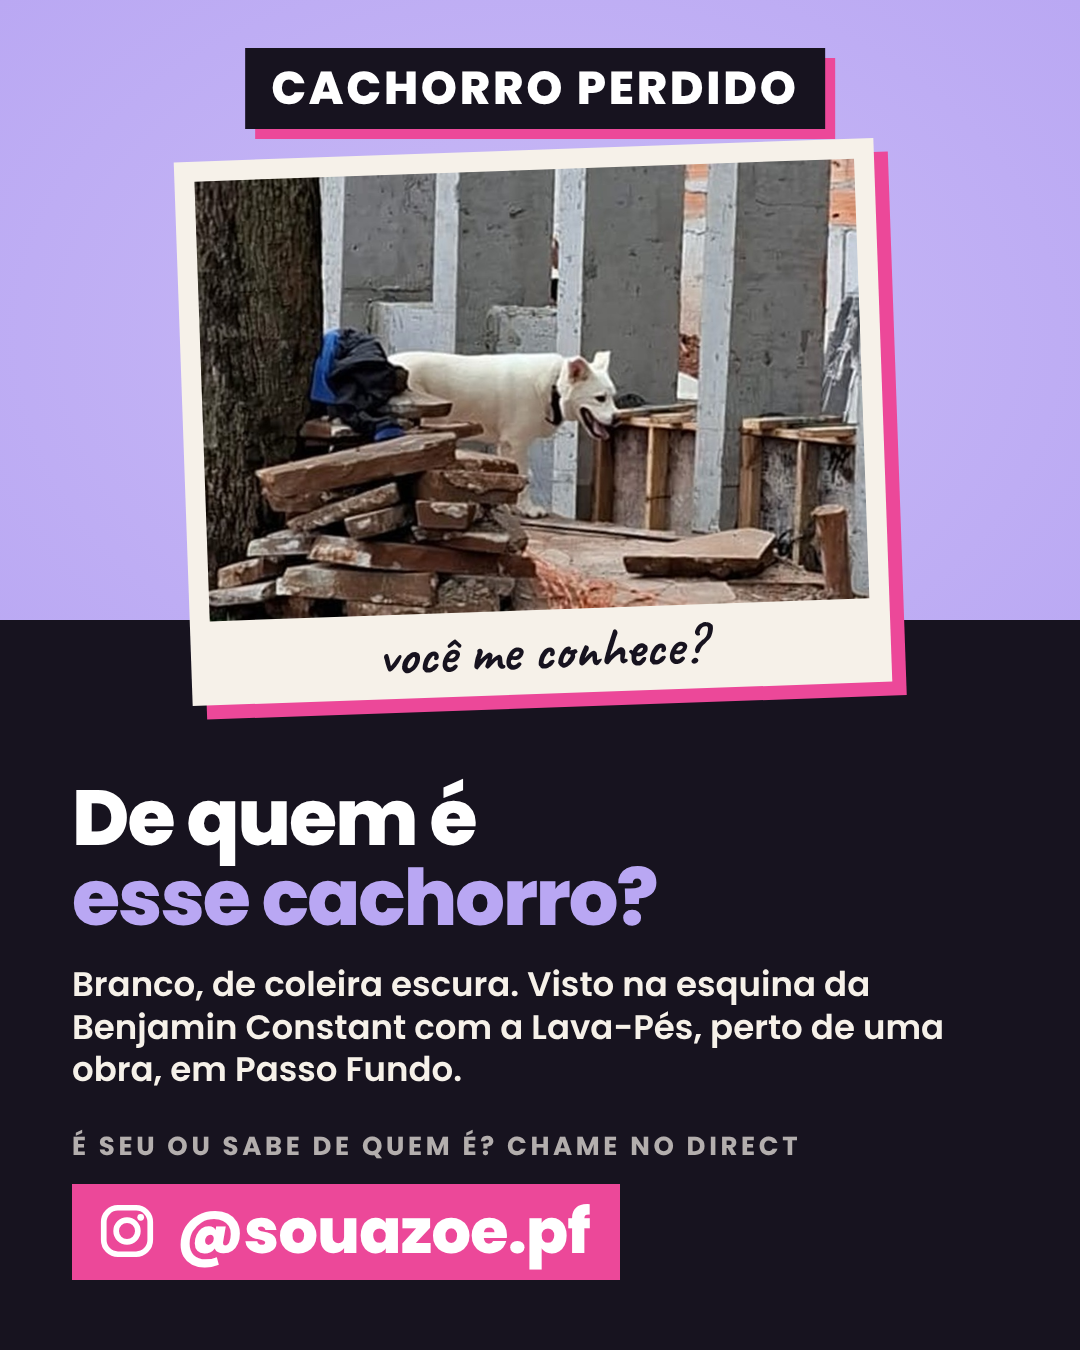 CACHORRO PERDIDO
você me conhece?
De quem é
esse cachorro?
Branco, de coleira escura. Visto na esquina da
Benjamin Constant com a Lava-Pés, perto de uma
obra, em Passo Fundo.
É SEU OU SABE DE QUEM É? CHAME NO DIRECT
@souazoe.pf